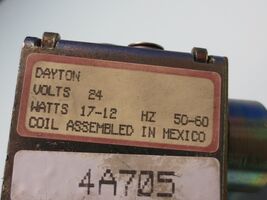 DAYTON
VOLTS 24
WATTS 17-12 HZ 50-60
COIL ASSEMBLED IN MEXICO
4A705